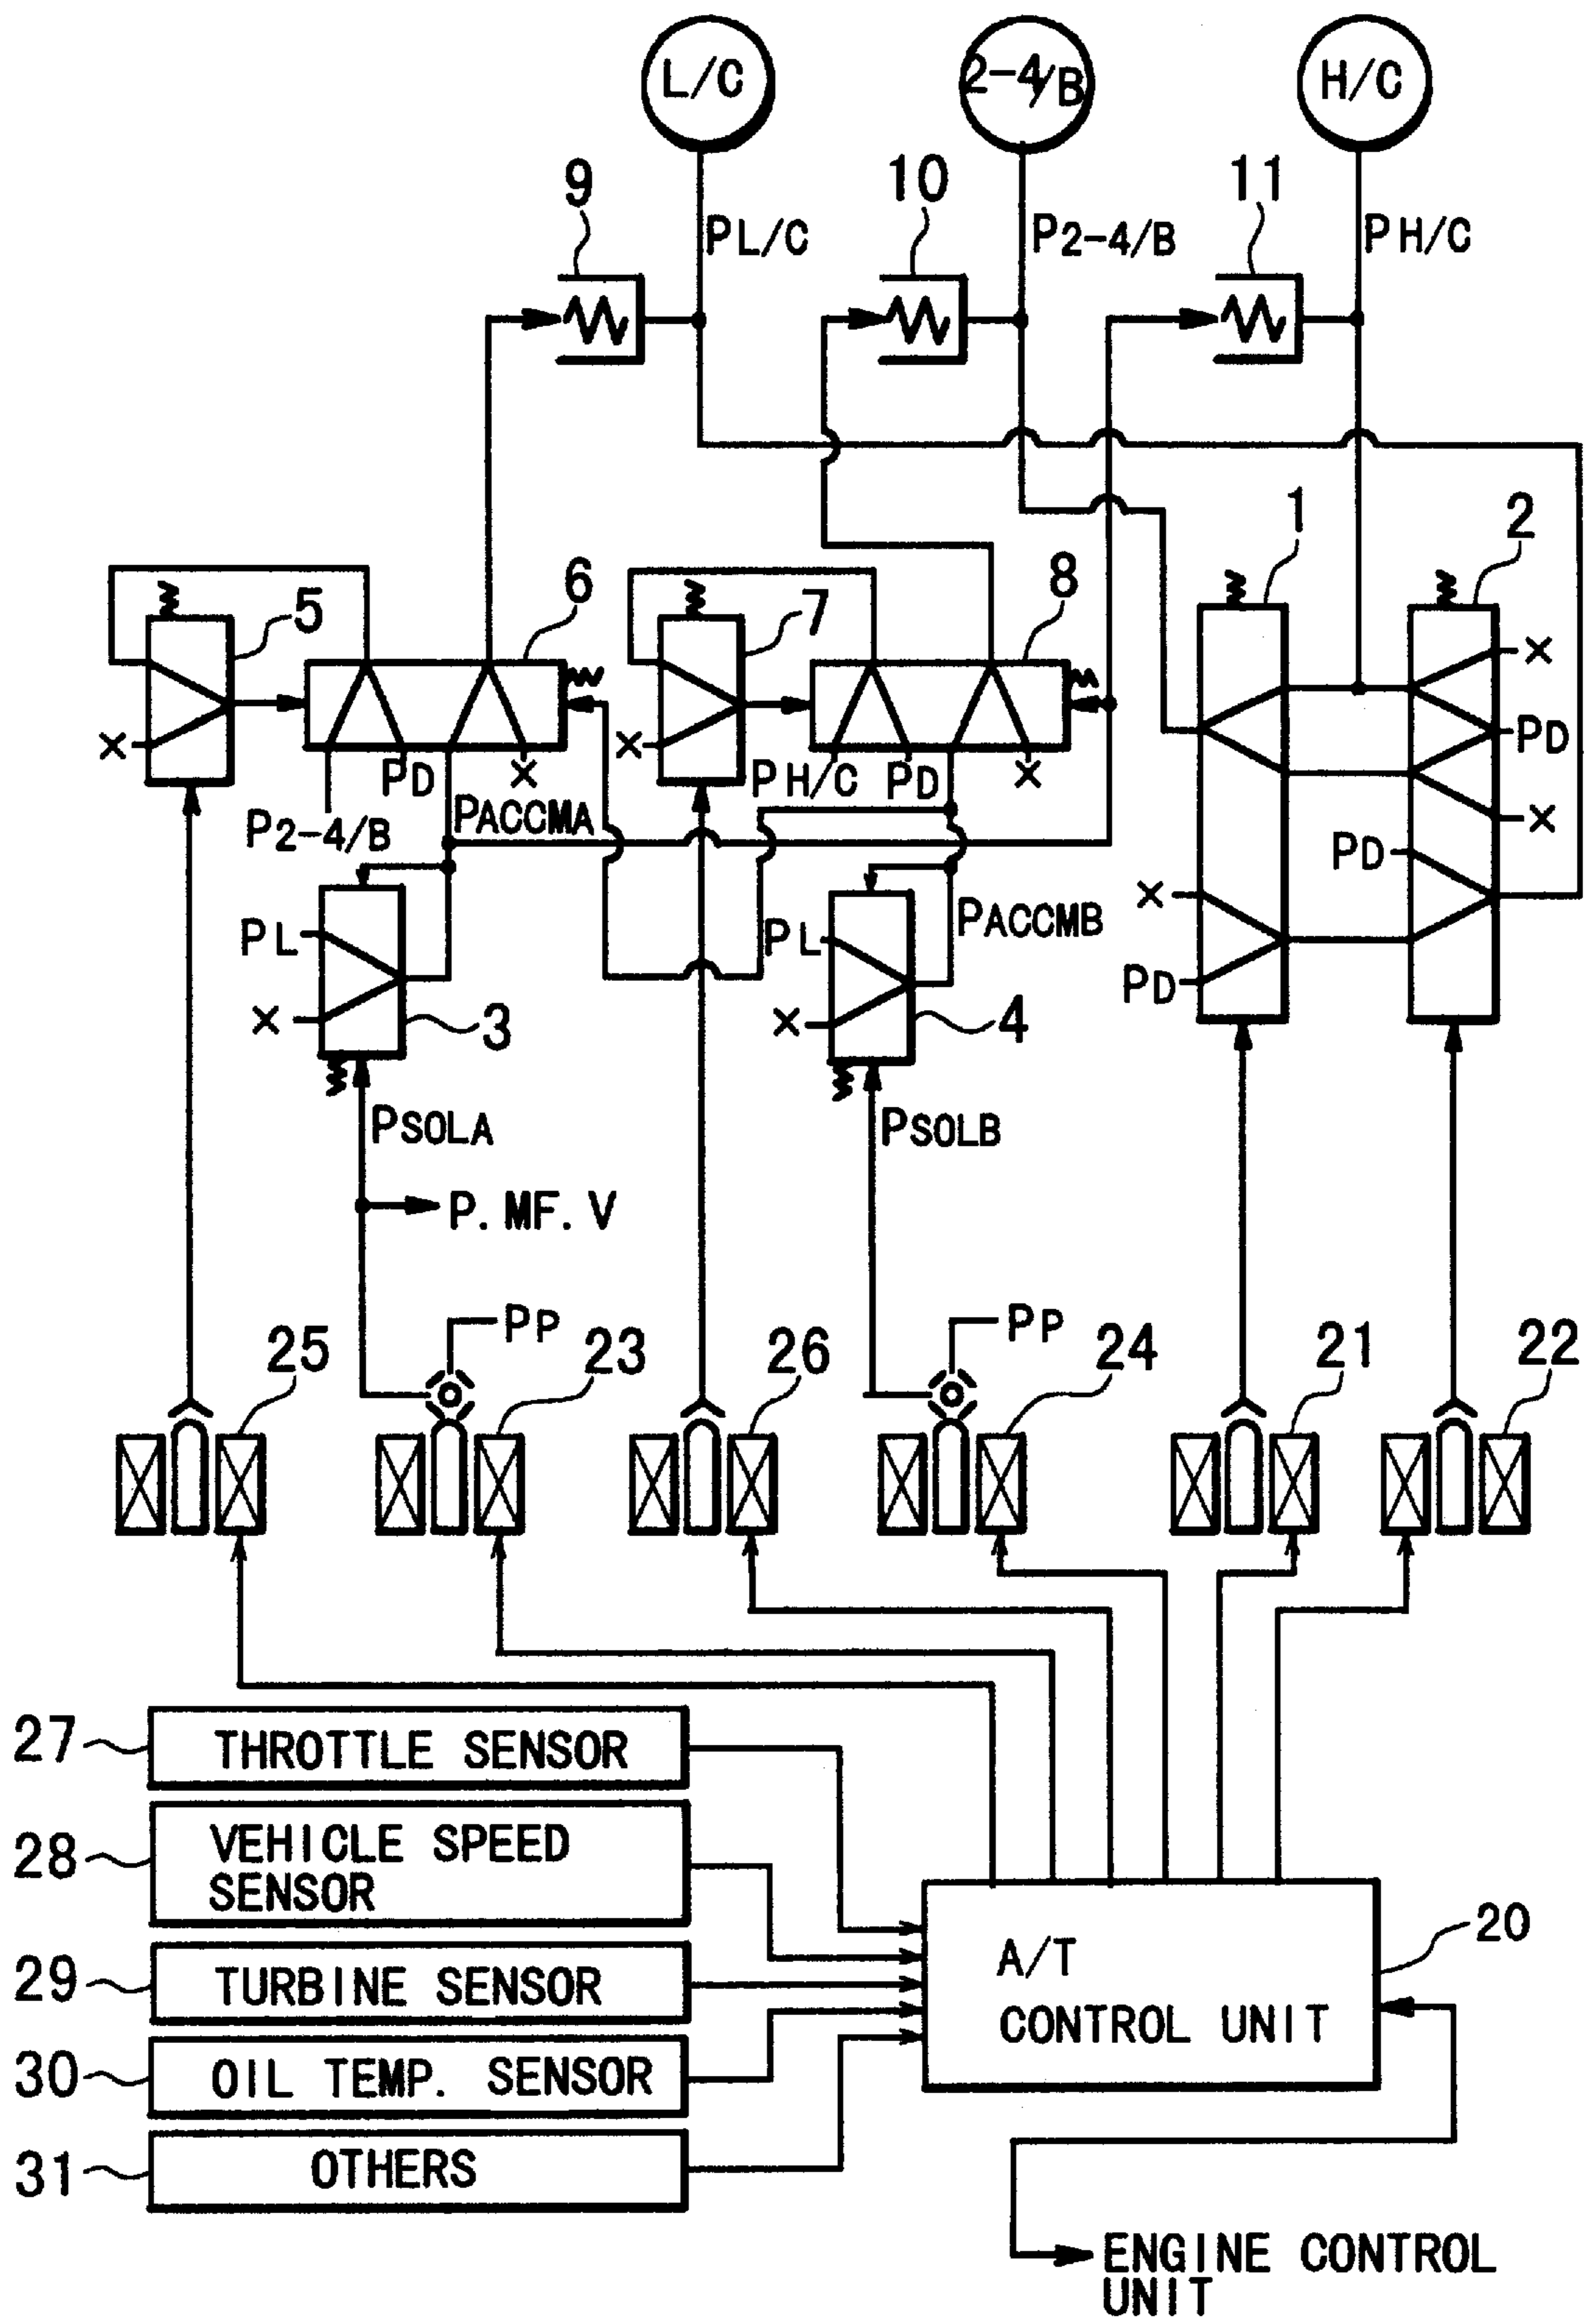 L/C
2-4/B
H/C
9
10
11
PL/C
P2-4/B
PH/C
1
2
5
6
7
8
×
×
PD
×
×
PD
×
PH/C
PD
×
P2-4/B
PACCMA
PD
×
PL
×
3
PL
×
4
PACCMB
PD
PSOLA
PSOLB
P.MF.V
PP
PP
25
23
26
24
21
22
27
THROTTLE SENSOR
28
VEHICLE SPEED
SENSOR
29
TURBINE SENSOR
30
OIL TEMP. SENSOR
31
OTHERS
A/T
CONTROL UNIT
20
ENGINE CONTROL
UNIT